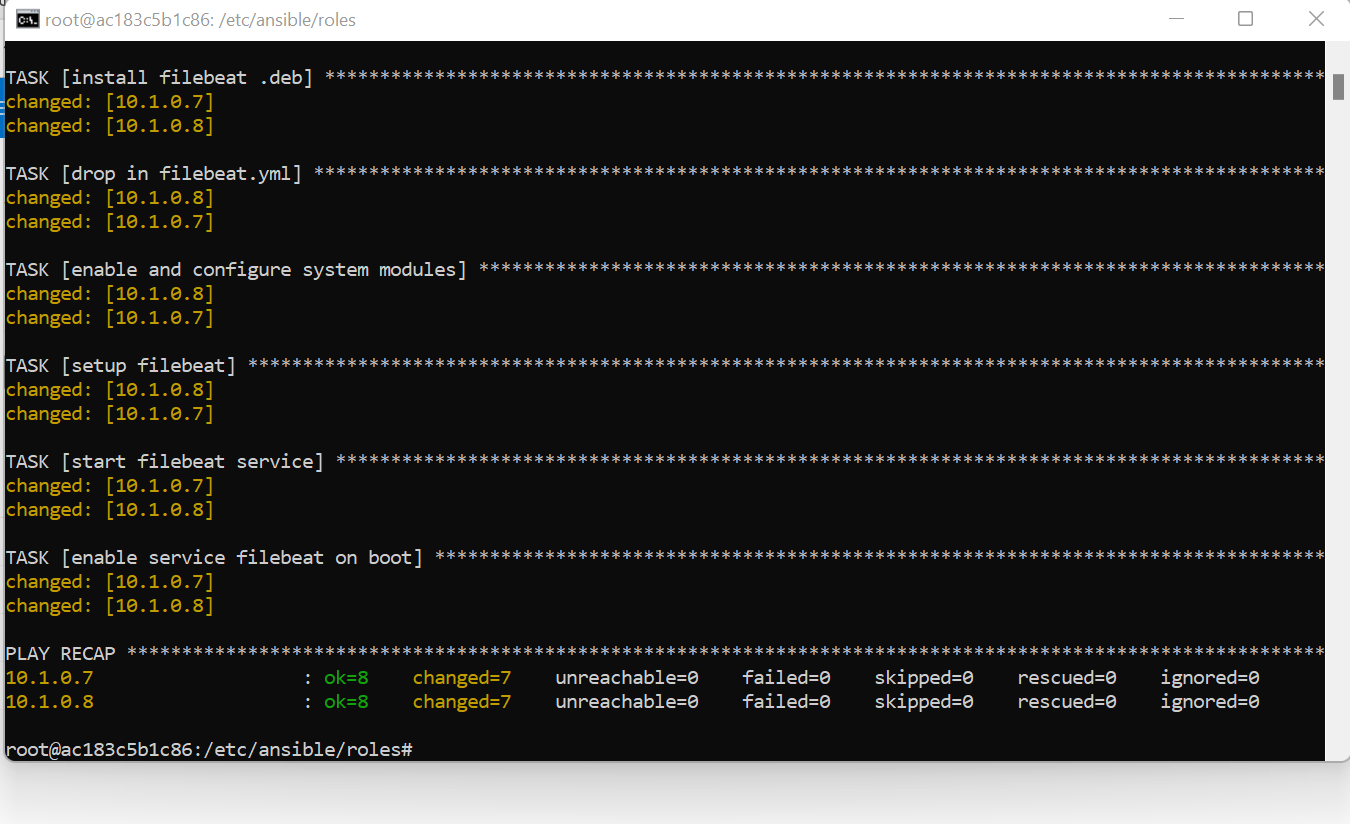 root@ac183c5b1c86: /etc/ansible/roles
TASK [install filebeat .deb] *******************************************************************************************
changed: [10.1.0.7]
changed: [10.1.0.8]
TASK [drop in filebeat.yml] ********************************************************************************************
changed: [10.1.0.8]
changed: [10.1.0.7]
TASK [enable and configure system modules] *****************************************************************************
changed: [10.1.0.8]
changed: [10.1.0.7]
TASK [setup filebeat] **************************************************************************************************
changed: [10.1.0.8]
changed: [10.1.0.7]
TASK [start filebeat service] ******************************************************************************************
changed: [10.1.0.7]
changed: [10.1.0.8]
TASK [enable service filebeat on boot] *********************************************************************************
changed: [10.1.0.7]
changed: [10.1.0.8]
PLAY RECAP *************************************************************************************************************
10.1.0.7                   : ok=8    changed=7    unreachable=0    failed=0    skipped=0    rescued=0    ignored=0
10.1.0.8                   : ok=8    changed=7    unreachable=0    failed=0    skipped=0    rescued=0    ignored=0
root@ac183c5b1c86:/etc/ansible/roles#